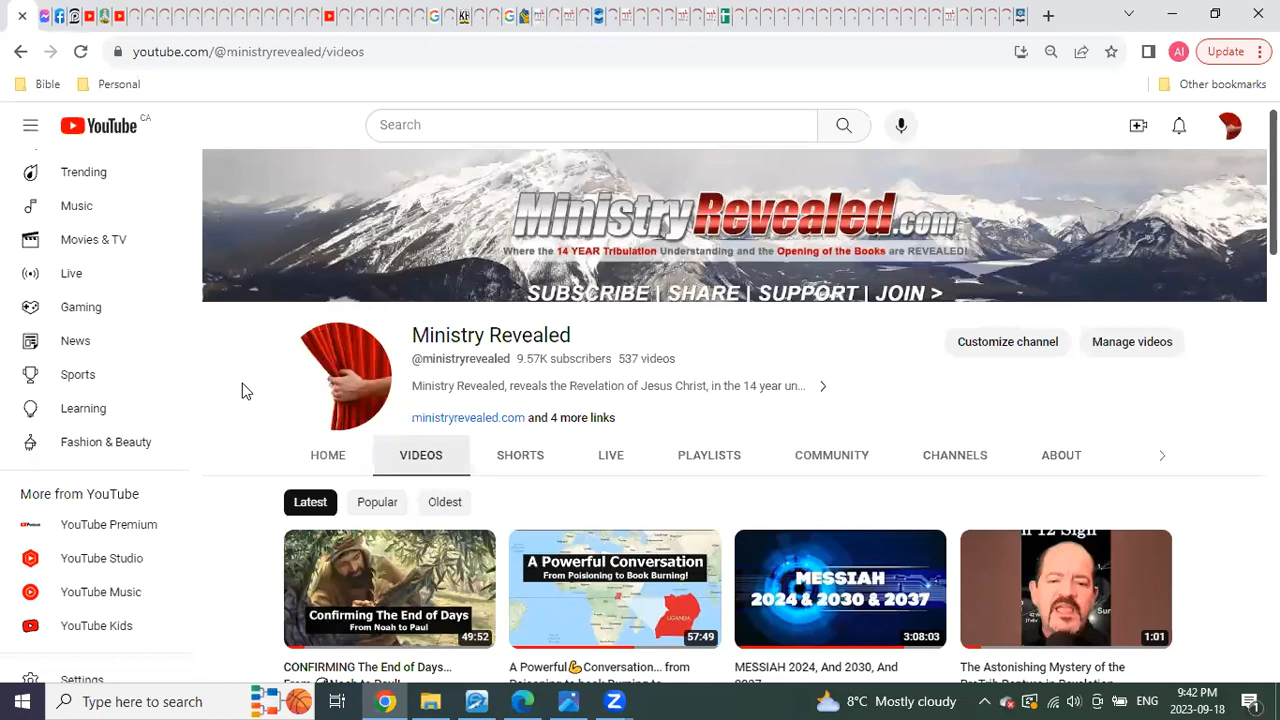 youtube.com/@ministryrevealed/videos
AI
Update
Bible
Personal
Other bookmarks
YouTube CA
Search
Trending
Music
Movies & TV
Live
Gaming
News
Sports
Learning
Fashion & Beauty
More from YouTube
YouTube Premium
YouTube Studio
YouTube Music
YouTube Kids
Settings
MinistryRevealed.com
Where the 14 YEAR Tribulation Understanding and the Opening of the Books are REVEALED!
SUBSCRIBE | SHARE | SUPPORT | JOIN >
Ministry Revealed
@ministryrevealed 9.57K subscribers 537 videos
Ministry Revealed, reveals the Revelation of Jesus Christ, in the 14 year un...
ministryrevealed.com and 4 more links
Customize channel
Manage videos
HOME
VIDEOS
SHORTS
LIVE
PLAYLISTS
COMMUNITY
CHANNELS
ABOUT
Latest
Popular
Oldest
Confirming The End of Days
From Noah to Paul
49:52
CONFIRMING The End of Days...
A Powerful Conversation
From Poisioning to Book Burning!
UGANDA
57:49
A Powerful💪Conversation... from
MESSIAH
2024 & 2030 & 2037
3:08:03
MESSIAH 2024, And 2030, And
2037
12 Sign
1:01
The Astonishing Mystery of the
Type here to search
8°C Mostly cloudy
ENG
9:42 PM
2023-09-18
1